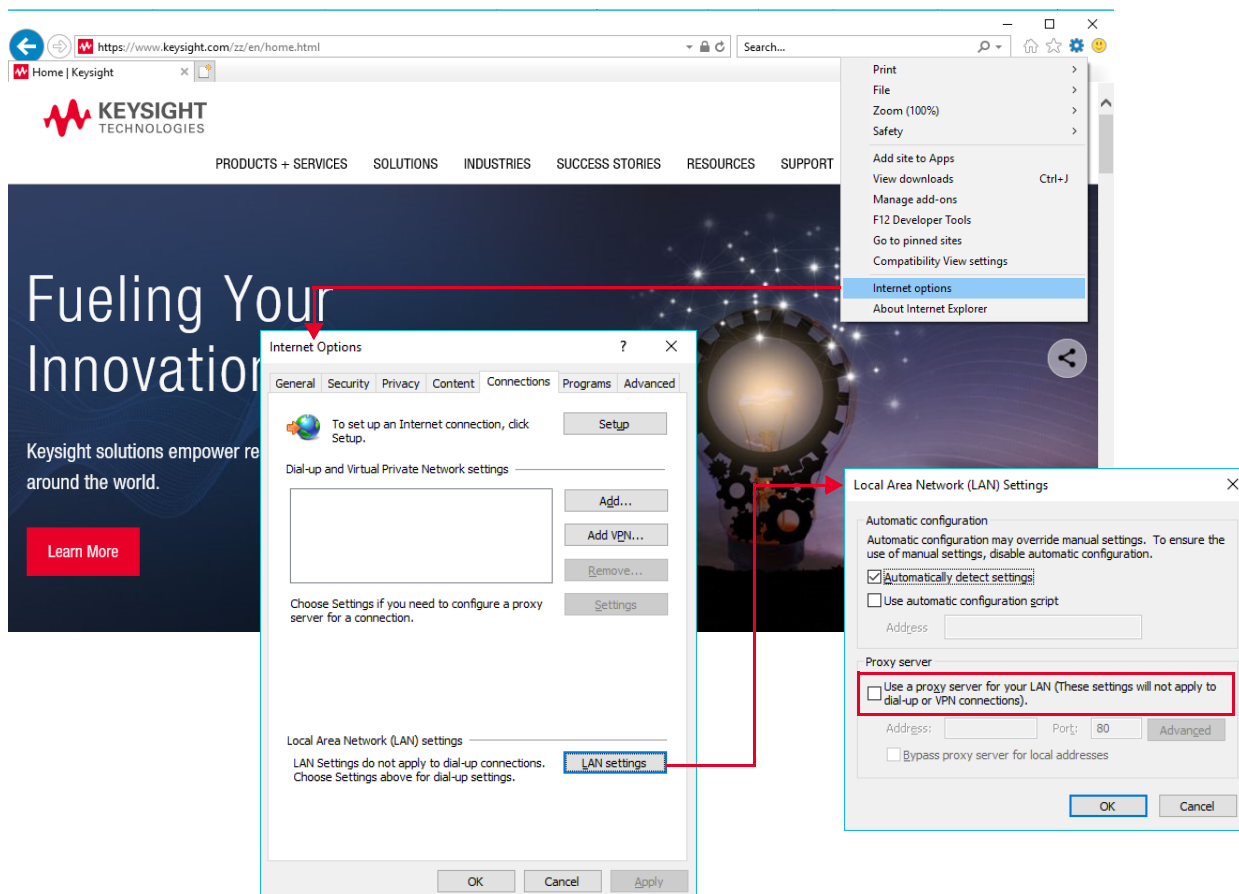 https://www.keysight.com/zz/en/home.html
Search...
Home | Keysight
KEYSIGHT
TECHNOLOGIES
PRODUCTS + SERVICES SOLUTIONS INDUSTRIES SUCCESS STORIES RESOURCES SUPPORT
Print
File
Zoom (100%)
Safety
Add site to Apps
View downloads Ctrl+J
Manage add-ons
F12 Developer Tools
Go to pinned sites
Compatibility View settings
Internet options
About Internet Explorer
Fueling Your
Innovation
Keysight solutions empower re
around the world.
Learn More
Internet Options
?
General Security Privacy Content Connections Programs Advanced
To set up an Internet connection, click
Setup.
Setup
Dial-up and Virtual Private Network settings
Add...
Add VPN...
Remove...
Choose Settings if you need to configure a proxy
server for a connection.
Settings
Local Area Network (LAN) settings
LAN Settings do not apply to dial-up connections.
Choose Settings above for dial-up settings.
LAN settings
OK Cancel Apply
Local Area Network (LAN) Settings
Automatic configuration
Automatic configuration may override manual settings. To ensure the
use of manual settings, disable automatic configuration.
Automatically detect settings
Use automatic configuration script
Address
Proxy server
Use a proxy server for your LAN (These settings will not apply to
dial-up or VPN connections).
Address: Port: 80 Advanced
Bypass proxy server for local addresses
OK Cancel